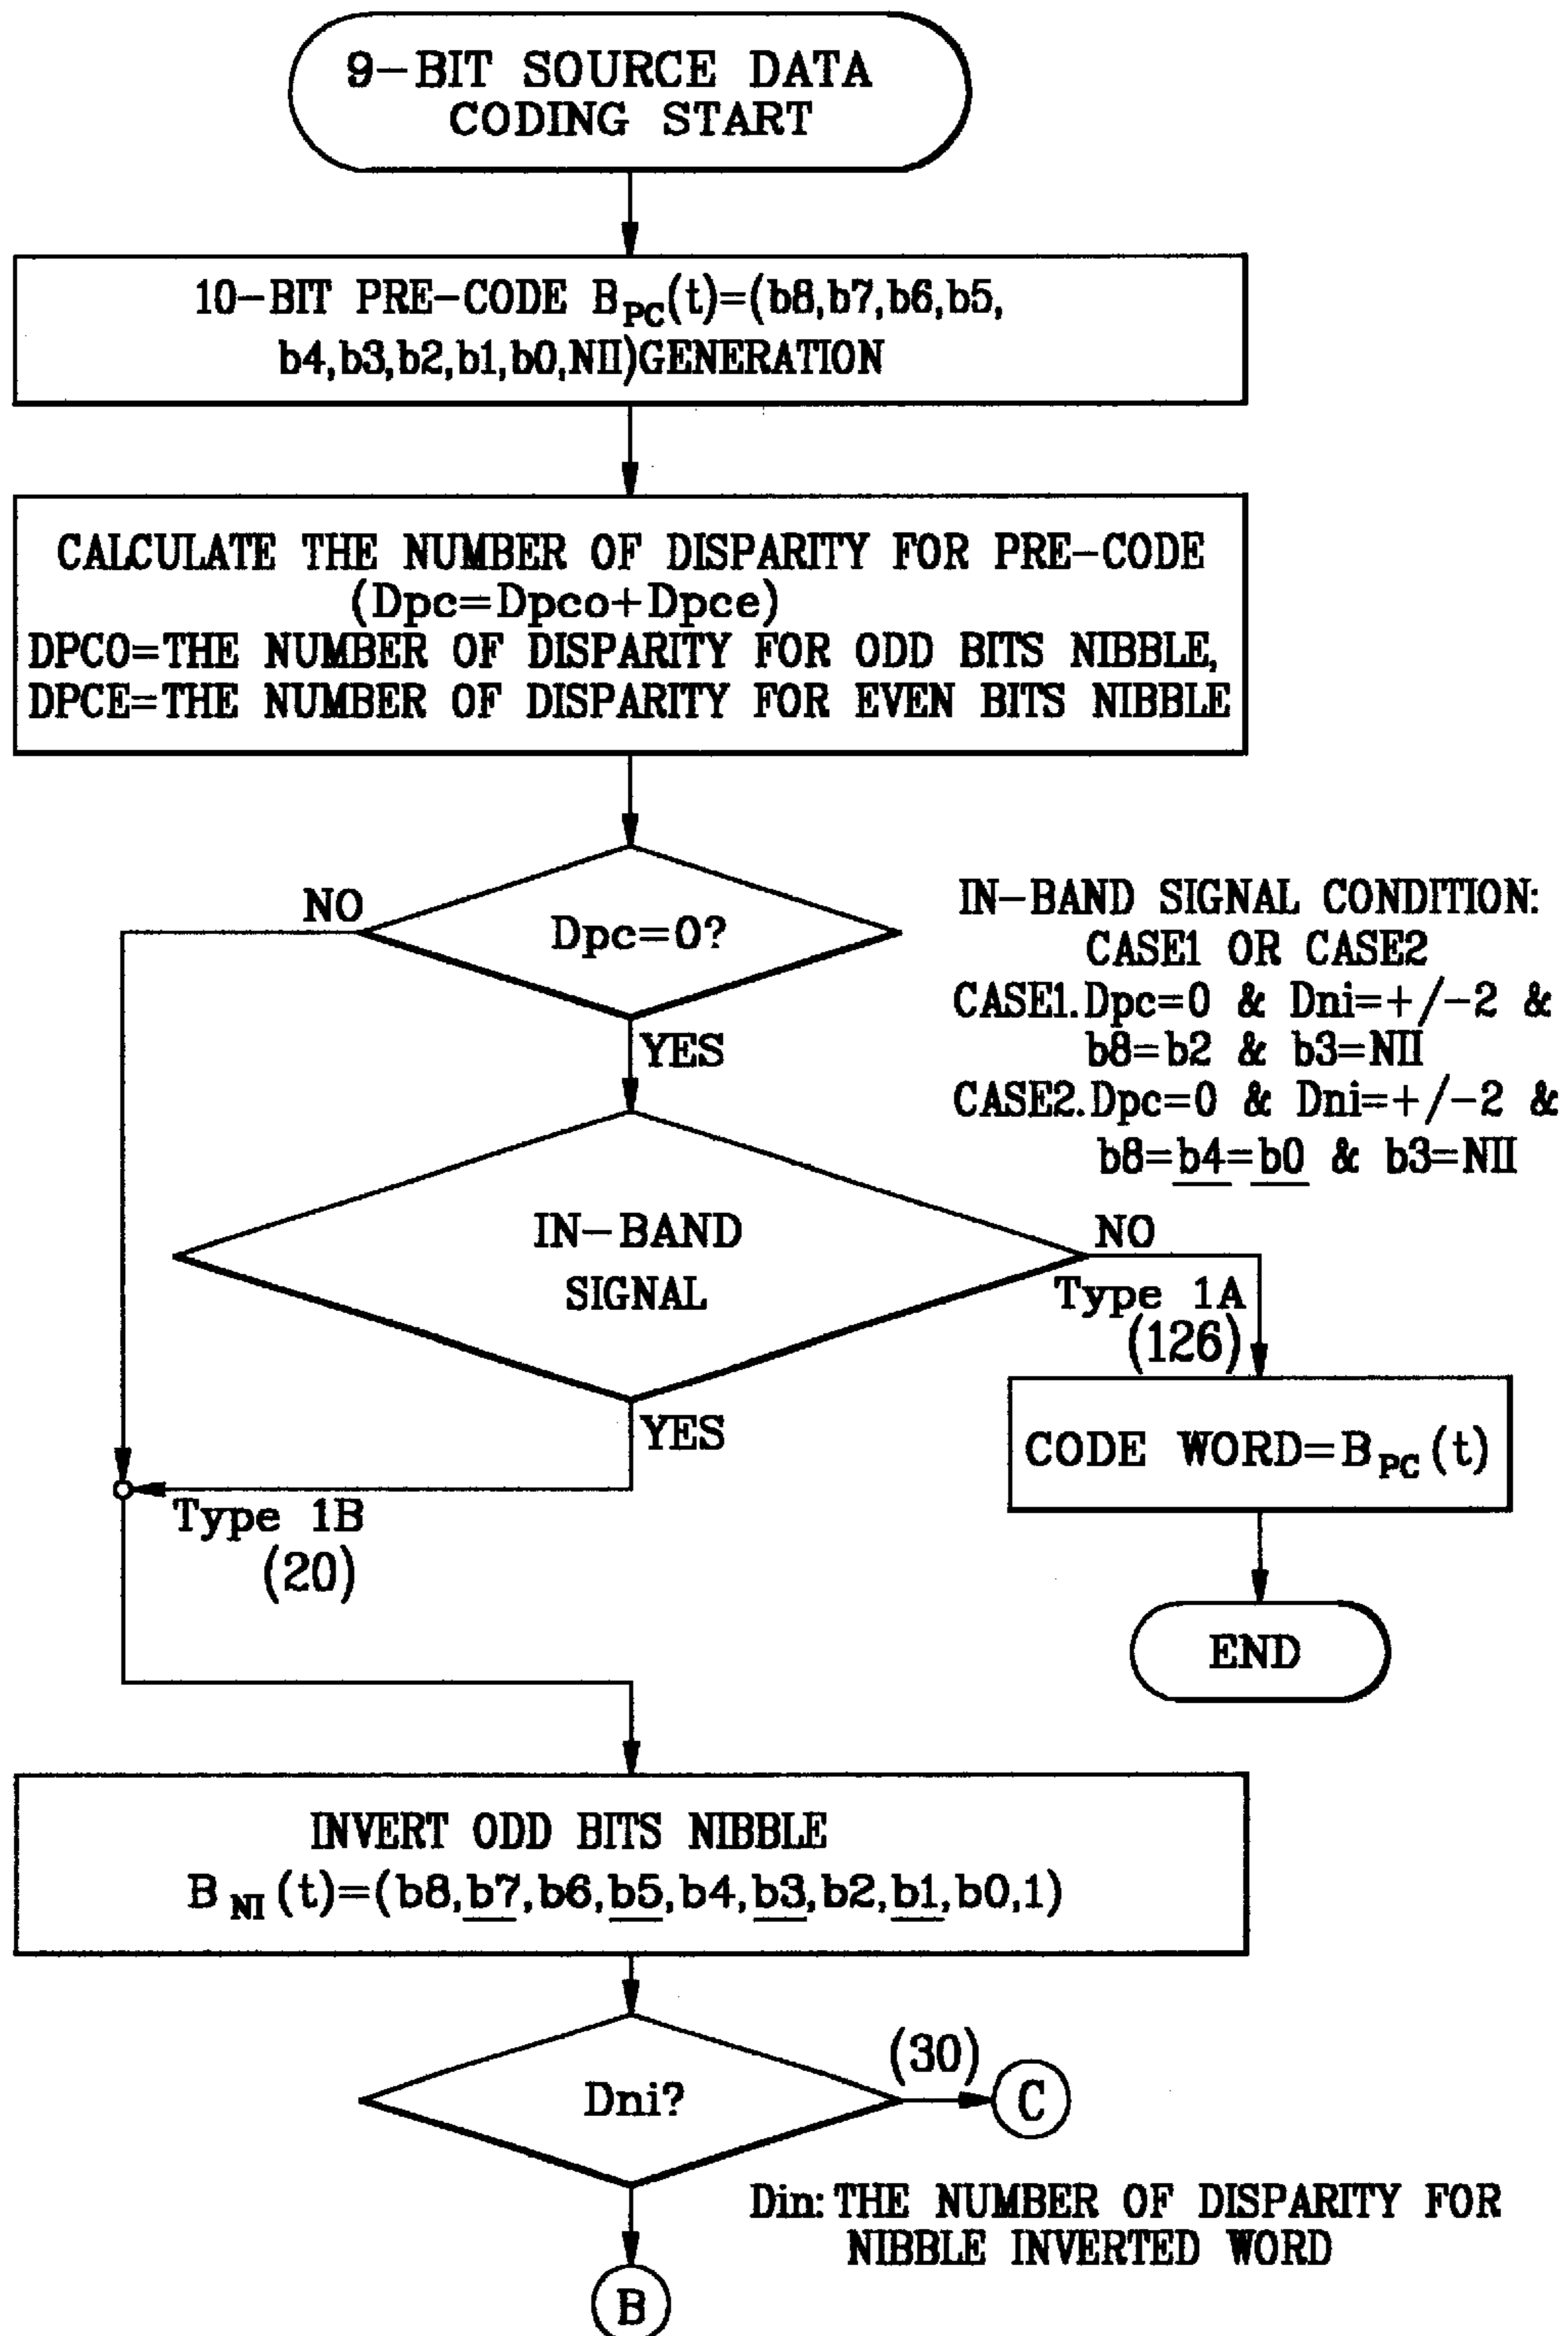 9-BIT SOURCE DATA
CODING START
10-BIT PRE-CODE B_PC(t)=(b8,b7,b6,b5,
b4,b3,b2,b1,b0,NII)GENERATION
CALCULATE THE NUMBER OF DISPARITY FOR PRE-CODE
(Dpc=Dpco+Dpce)
DPCO=THE NUMBER OF DISPARITY FOR ODD BITS NIBBLE,
DPCE=THE NUMBER OF DISPARITY FOR EVEN BITS NIBBLE
NO
Dpc=0?
YES
IN-BAND SIGNAL CONDITION:
CASE1 OR CASE2
CASE1.Dpc=0 & Dni=+/-2 &
b8=b2 & b3=NII
CASE2.Dpc=0 & Dni=+/-2 &
b8=b4=b0 & b3=NII
IN-BAND
SIGNAL
NO
Type 1A
(126)
YES
CODE WORD=B_PC(t)
Type 1B
(20)
END
INVERT ODD BITS NIBBLE
B_NI(t)=(b8,b7,b6,b5,b4,b3,b2,b1,b0,1)
Dni?
(30)
C
Din: THE NUMBER OF DISPARITY FOR
NIBBLE INVERTED WORD
B